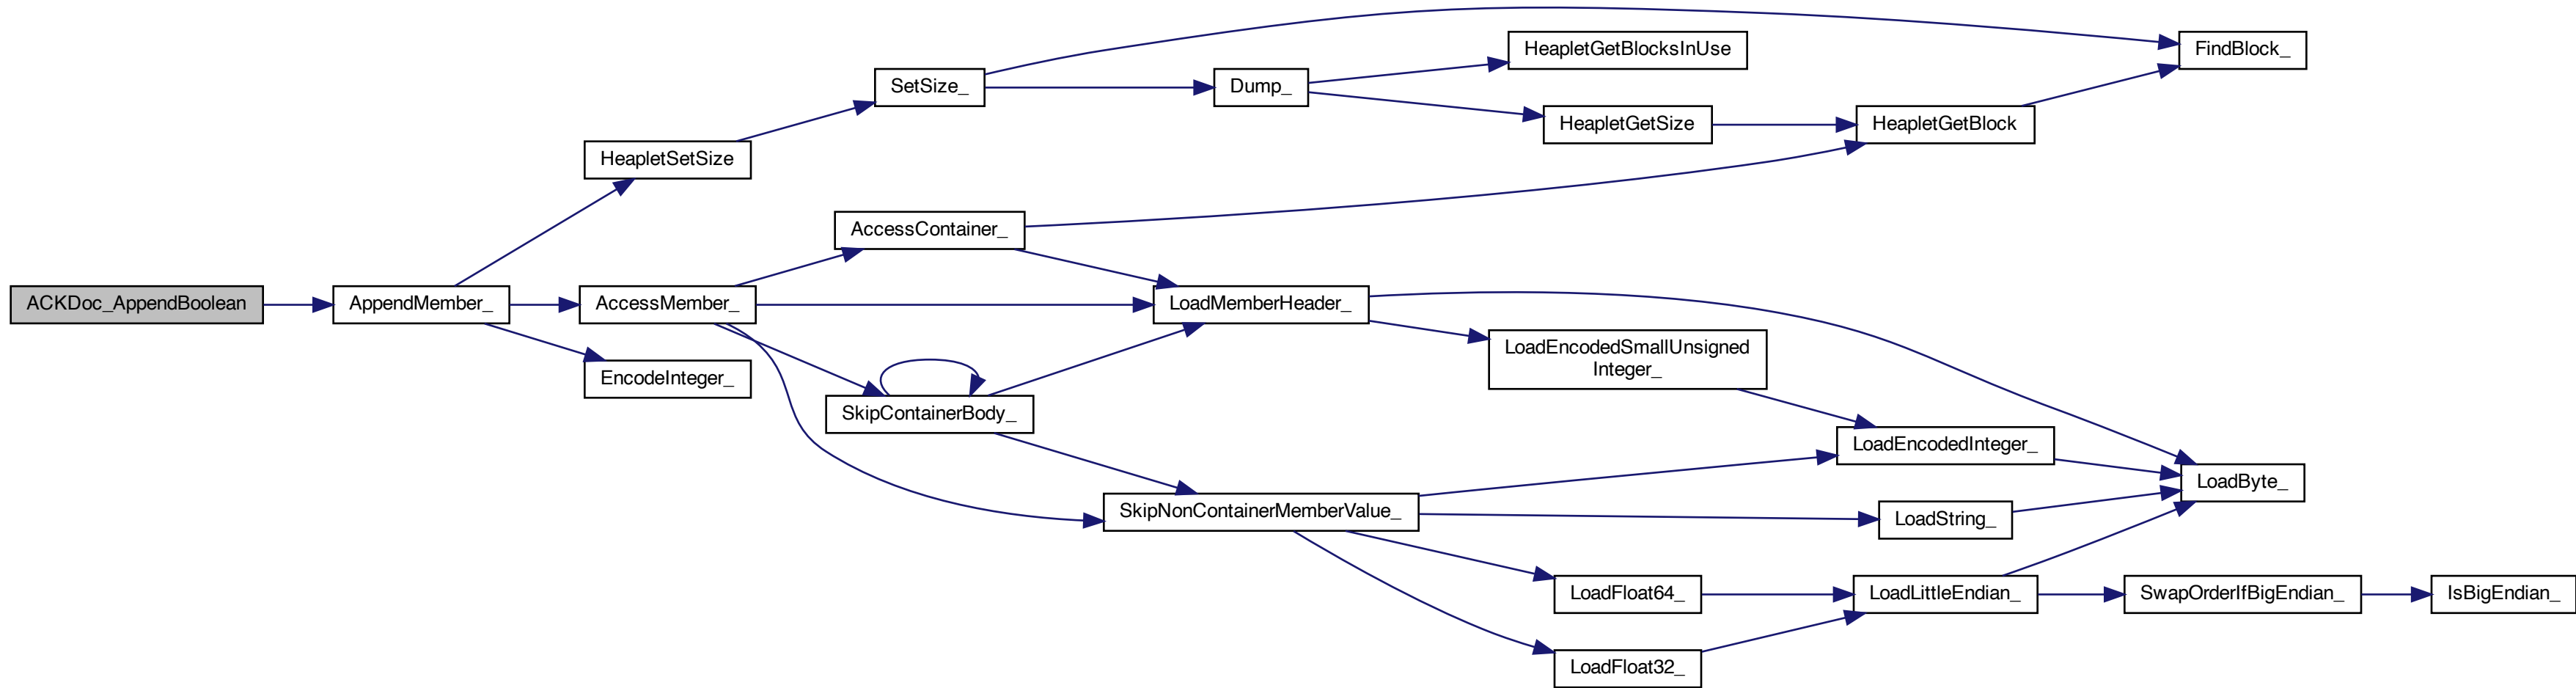 ACKDoc_AppendBoolean
AppendMember_
HeapletSetSize
AccessMember_
EncodeInteger_
SetSize_
AccessContainer_
SkipContainerBody_
Dump_
LoadMemberHeader_
SkipNonContainerMemberValue_
HeapletGetBlocksInUse
HeapletGetSize
LoadEncodedSmallUnsigned
Integer_
LoadFloat64_
LoadFloat32_
HeapletGetBlock
LoadEncodedInteger_
LoadString_
LoadLittleEndian_
FindBlock_
LoadByte_
SwapOrderIfBigEndian_
IsBigEndian_